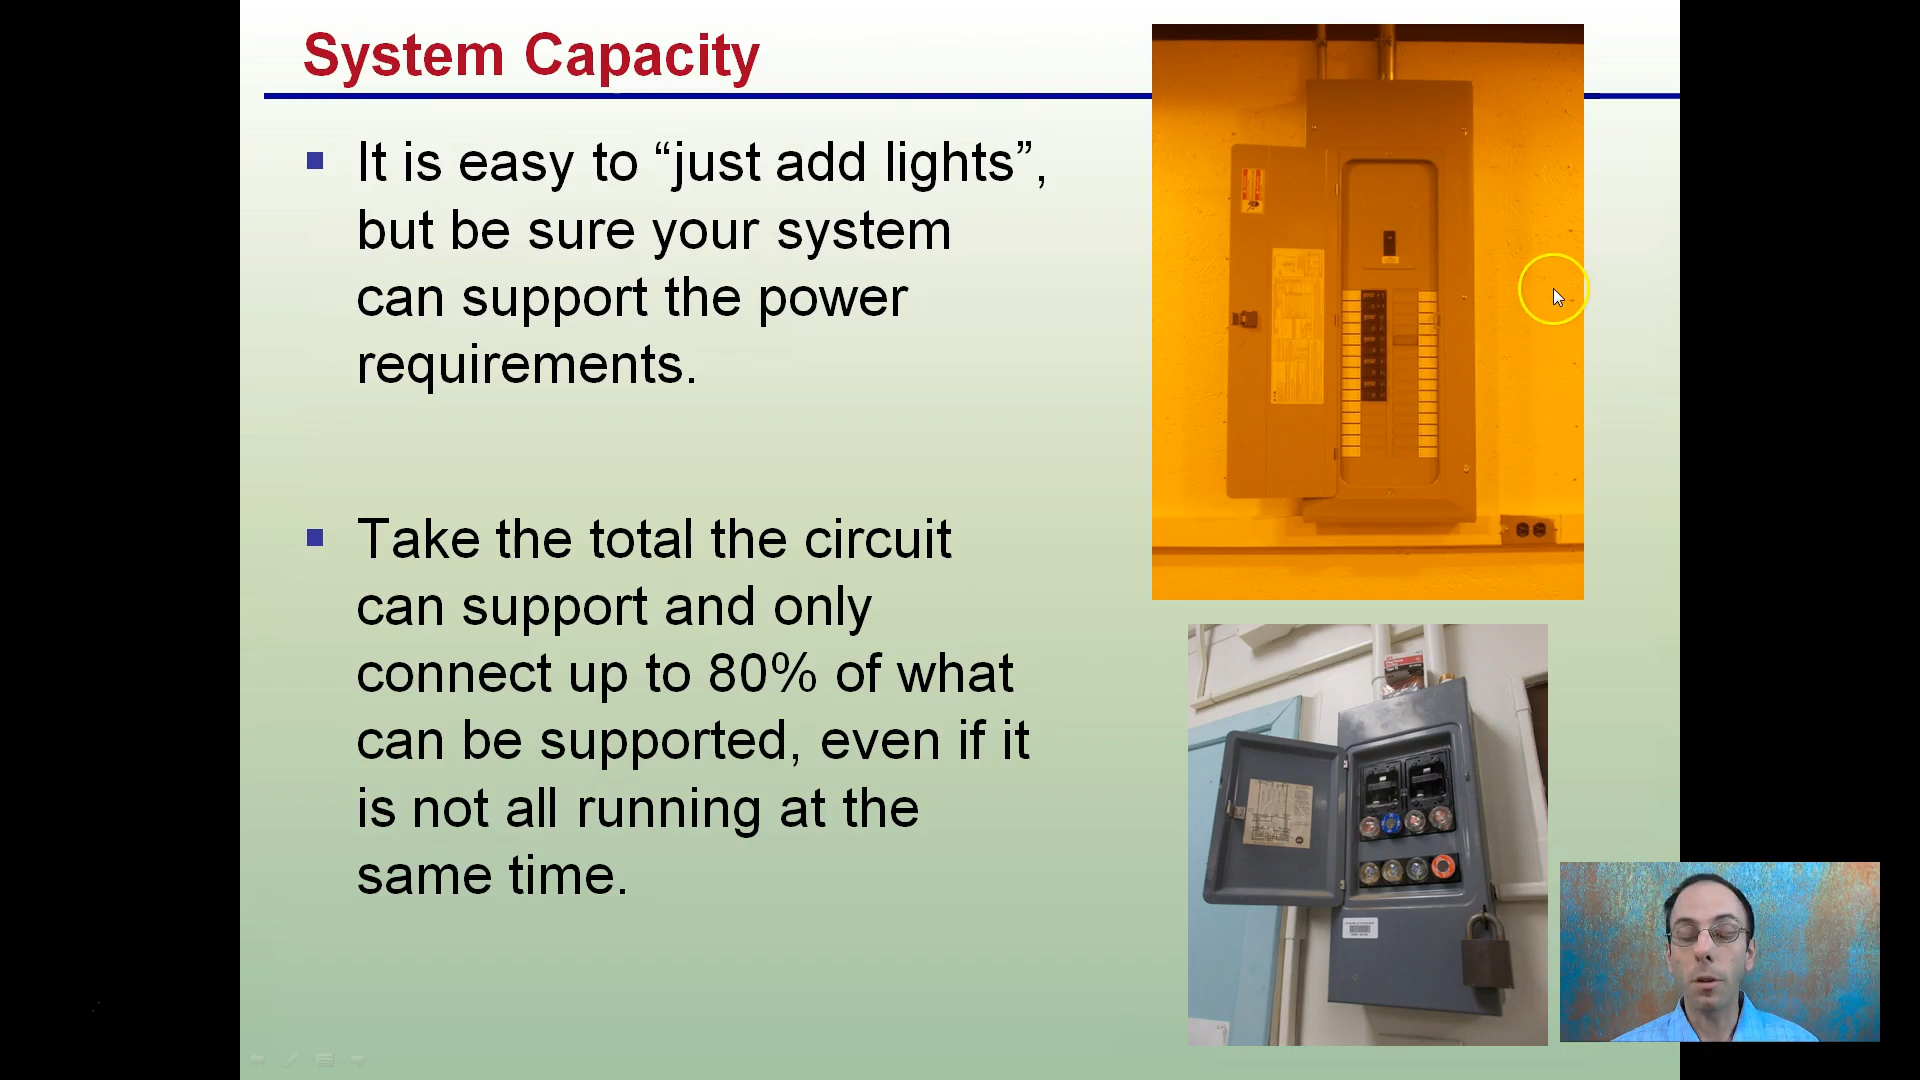 System Capacity
It is easy to “just add lights”,
but be sure your system
can support the power
requirements.
Take the total the circuit
can support and only
connect up to 80% of what
can be supported, even if it
is not all running at the
same time.